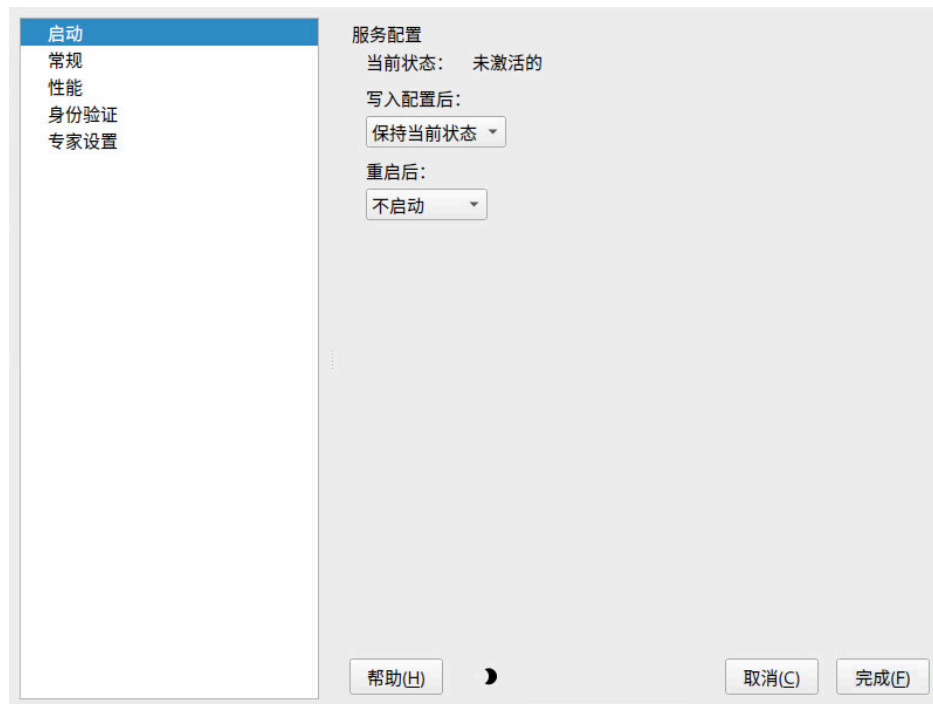 启动
常规
性能
身份验证
专家设置
服务配置
当前状态： 未激活的
写入配置后：
保持当前状态
重启后：
不启动
帮助(H)
取消(C)
完成(F)